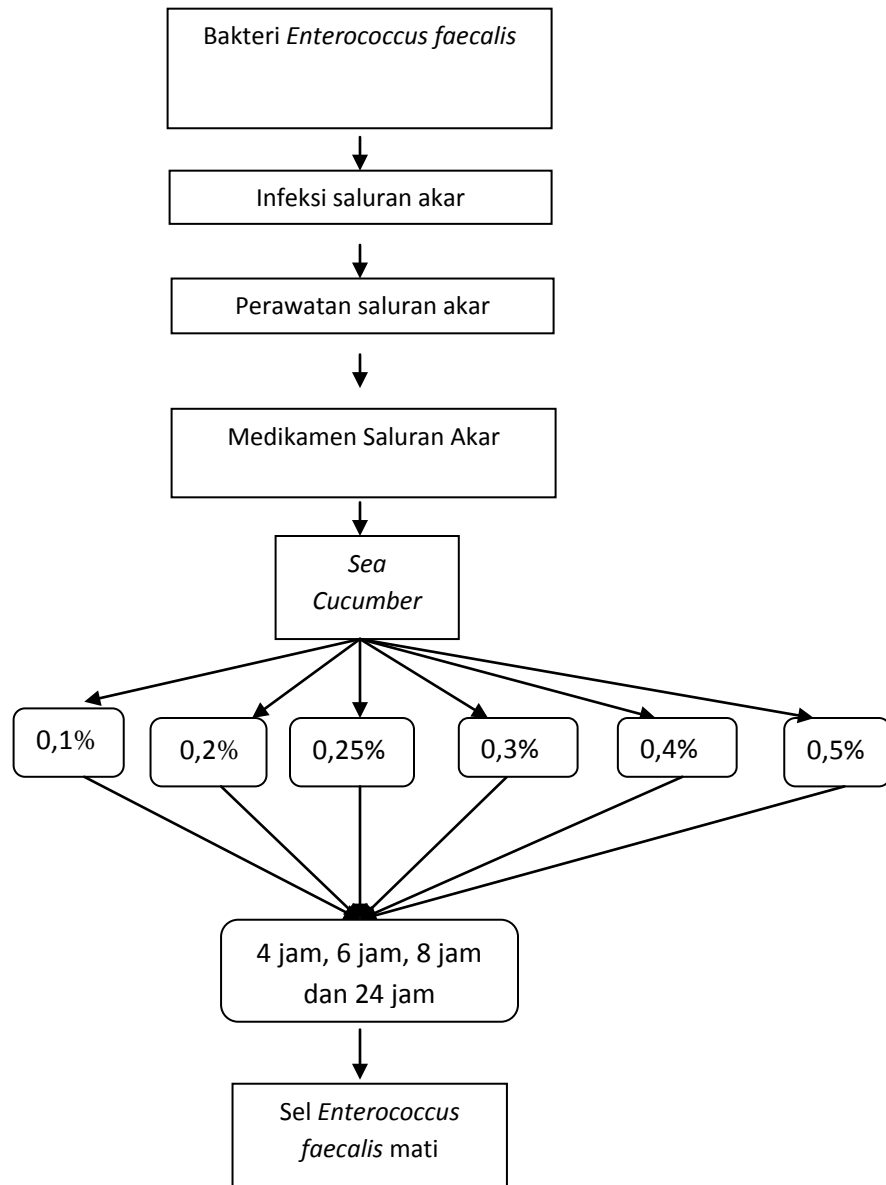 Bakteri Enterococcus faecalis
Infeksi saluran akar
Perawatan saluran akar
Medikamen Saluran Akar
Sea
Cucumber
0,1%
0,2%
0,25%
0,3%
0,4%
0,5%
4 jam, 6 jam, 8 jam
dan 24 jam
Sel Enterococcus
faecalis mati